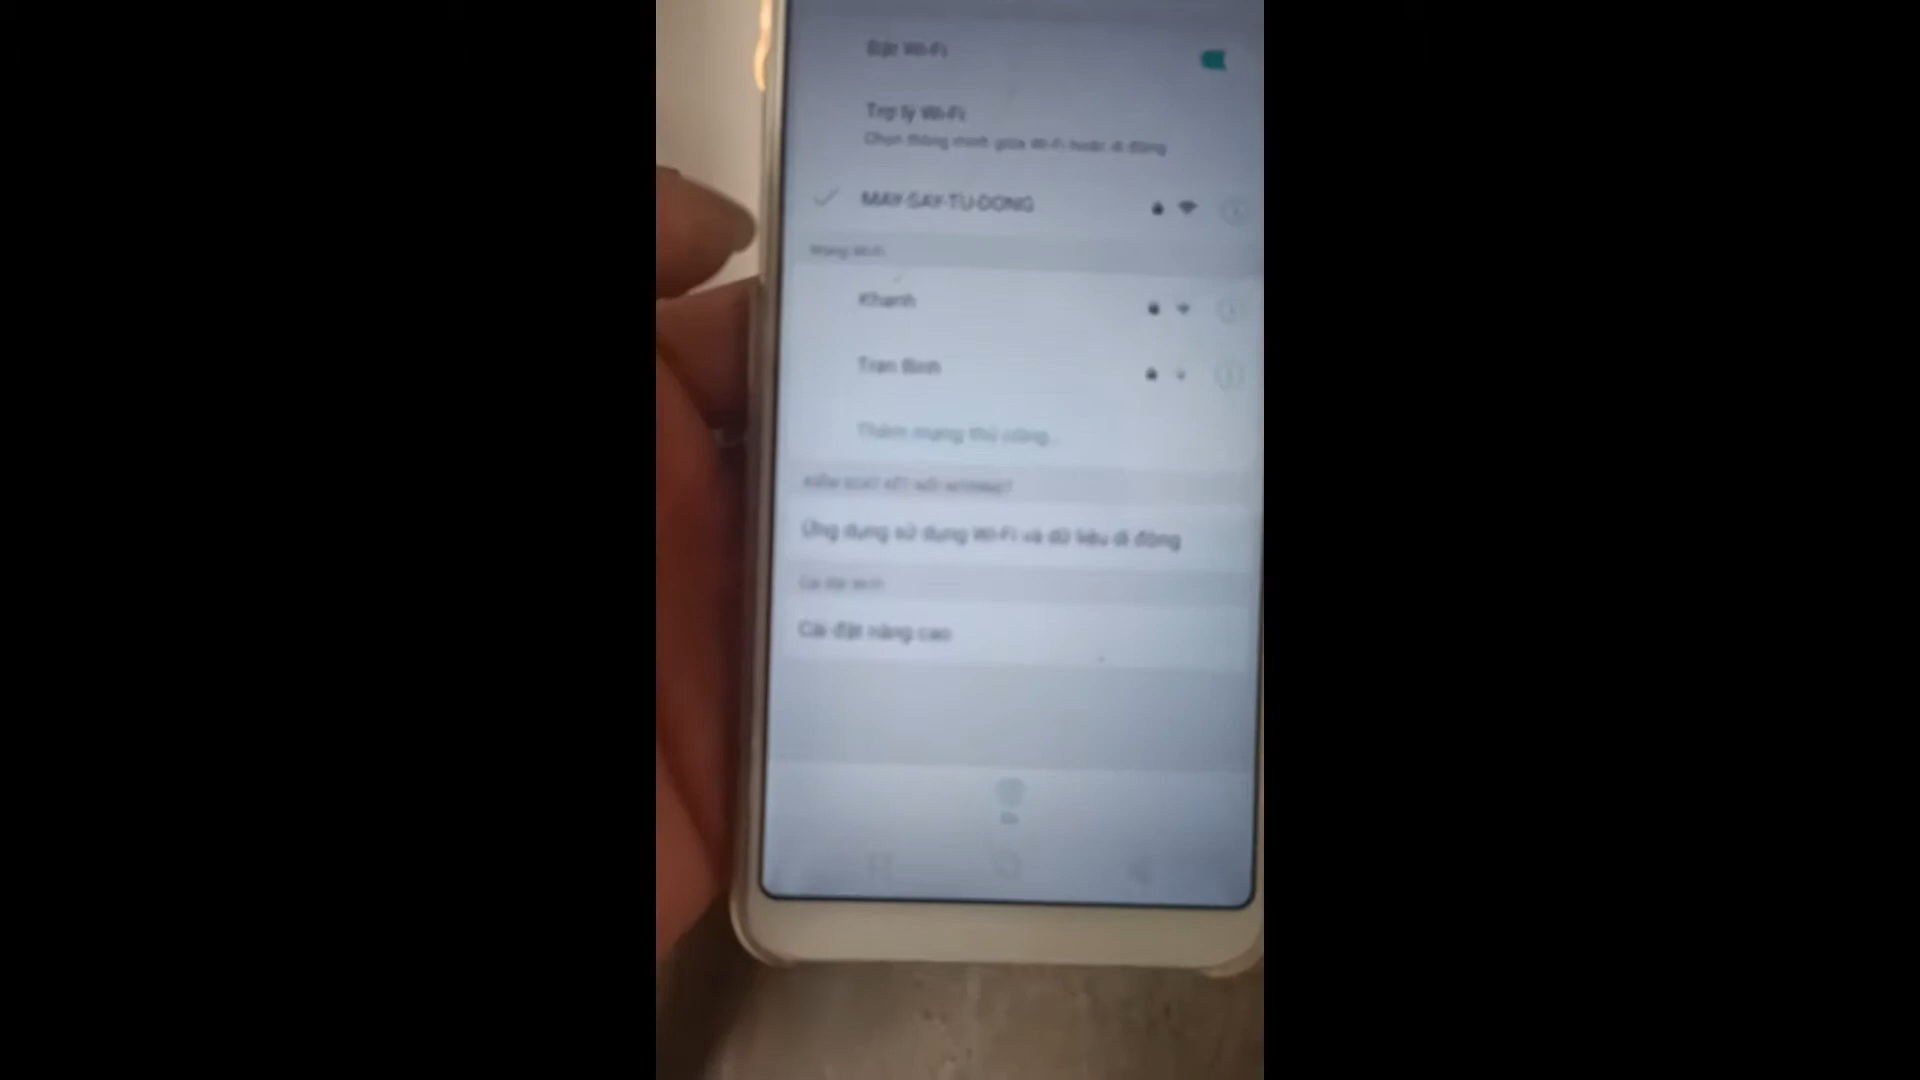 Bật Wi-Fi
Trợ lý Wi-Fi
Chọn thông minh giữa Wi-Fi hoặc di động
MAY-SAY-TU-DONG
Mạng Wi-Fi
Khanh
Tran Binh
Thêm mạng thủ công...
Ứng dụng sử dụng Wi-Fi và dữ liệu di động
Cài đặt nâng cao